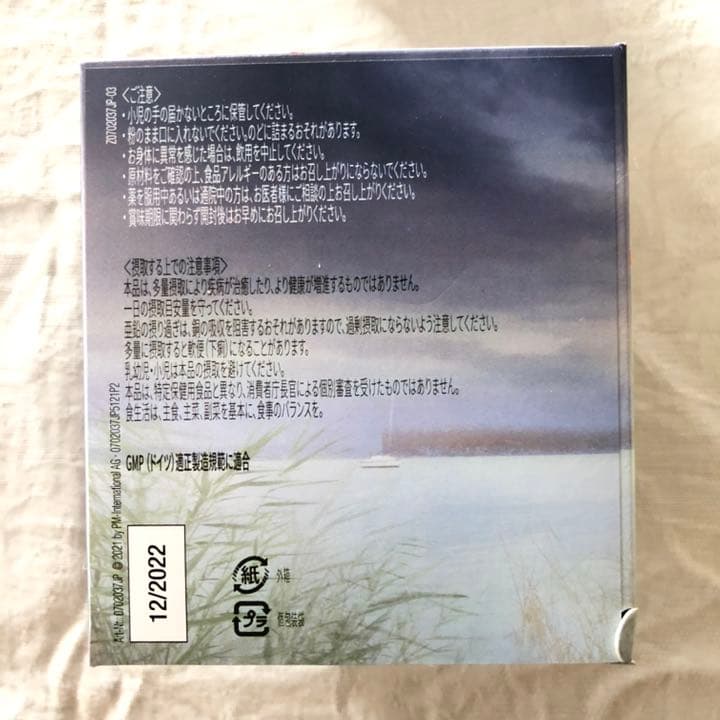 Z0702037JP-03
〈ご注意〉
・小児の手の届かないところに保管してください。
・粉のまま口に入れないでください。のどに詰まるおそれがあります。
・お身体に異常を感じた場合は、飲用を中止してください。
・原材料をご確認の上、食品アレルギーのある方はお召し上がりにならないでください。
・薬を服用中あるいは通院中の方は、お医者様にご相談の上お召し上がりください。
・賞味期限に関わらず開封後はお早めにお召し上がりください。
〈摂取する上での注意事項〉
本品は、多量摂取により疾病が治癒したり、より健康が増進するものではありません。
一日の摂取目安量を守ってください。
亜鉛の摂り過ぎは、銅の吸収を阻害するおそれがありますので、過剰摂取にならないよう注意してください。
多量に摂取すると軟便(下痢)になることがあります。
乳幼児・小児は本品の摂取を避けてください。
本品は、特定保健用食品と異なり、消費者庁長官による個別審査を受けたものではありません。
食生活は、主食、主菜、副菜を基本に、食事のバランスを。
GMP (ドイツ)適正製造規範に適合
Art-Nr.: 0702037JP © 2021 by PM-International AG · 0702037JP5121P2
12/2022
紙 外箱
プラ 個包装袋